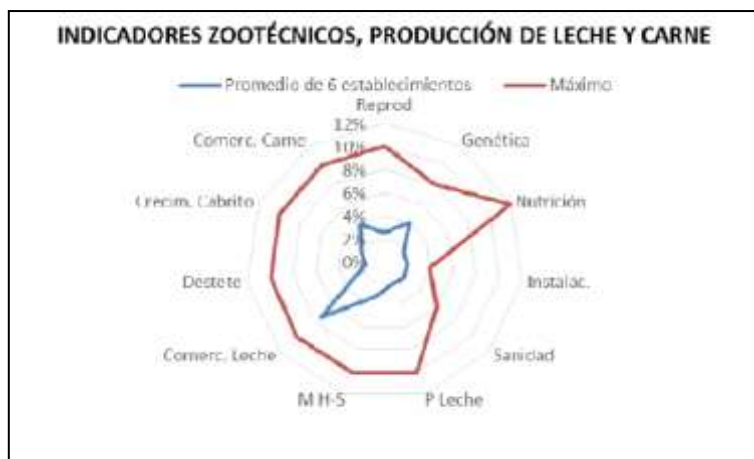 INDICADORES ZOOTÉCNICOS, PRODUCCIÓN DE LECHE Y CARNE
Promedio de 6 establecimientos
Máximo
Reprod
Genética
Nutrición
Instalac.
Sanidad
P Leche
M H-S
Comerc. Leche
Destete
Crecim. Cabrito
Comerc. Carne
12%
10%
8%
6%
4%
2%
0%